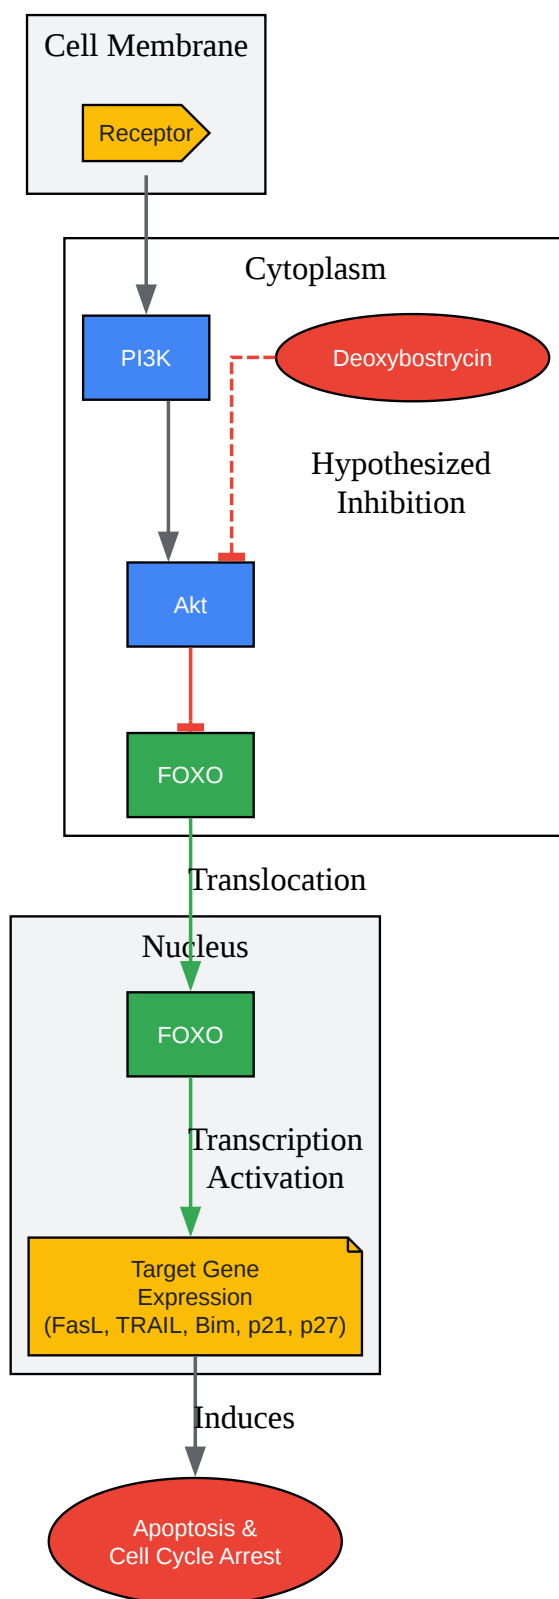 Cell Membrane
Receptor
Cytoplasm
PI3K
Deoxybostrycin
Hypothesized
Inhibition
Akt
FOXO
Translocation
Nucleus
FOXO
Transcription
Activation
Target Gene
Expression
(FasL, TRAIL, Bim, p21, p27)
Induces
Apoptosis &
Cell Cycle Arrest